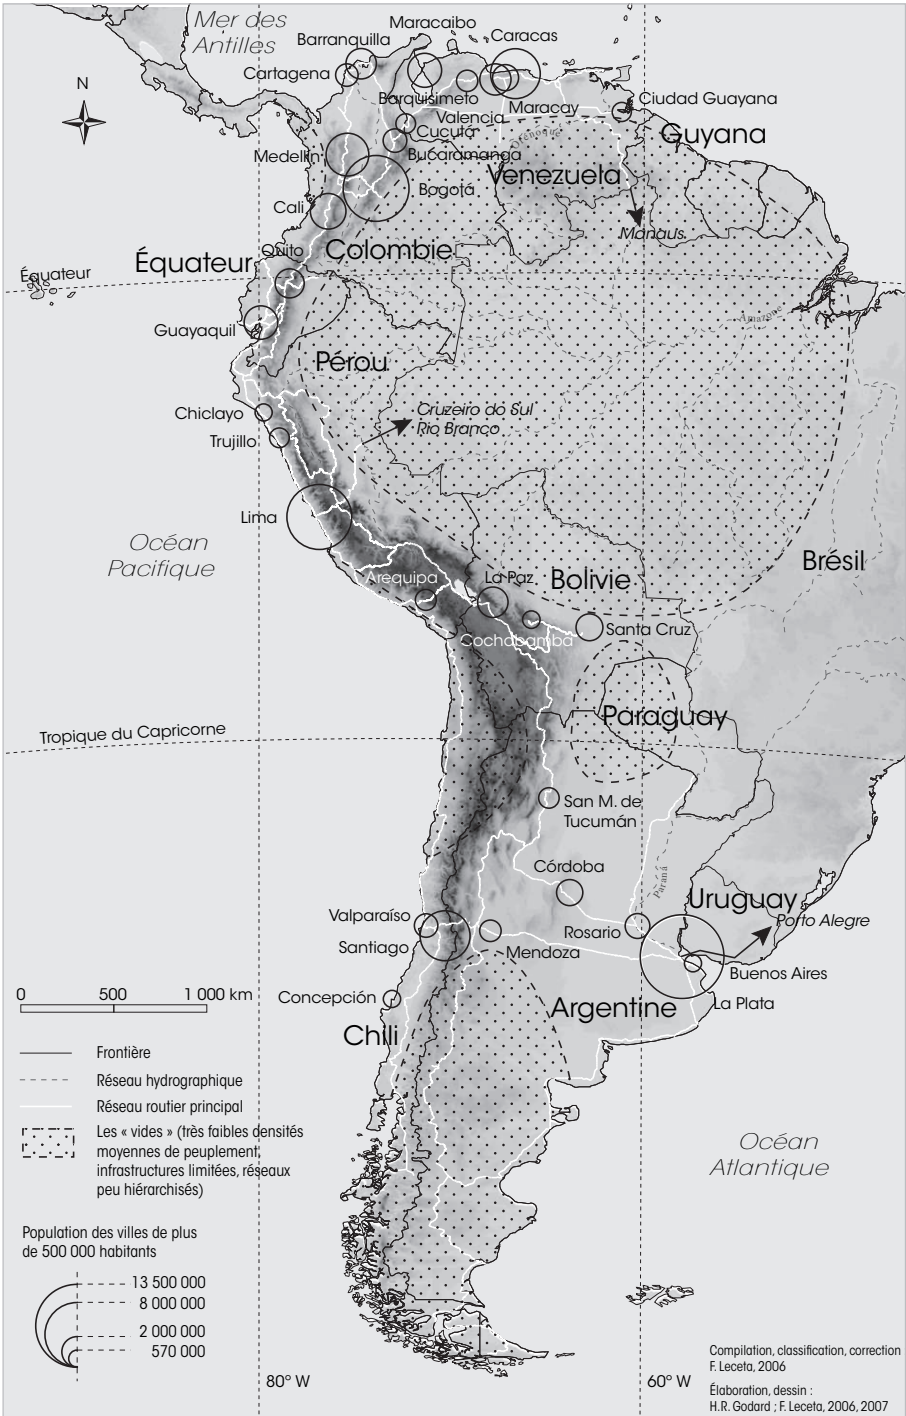 Mer des
Antilles
Maracaibo
Barranquilla
Caracas
Cartagena
N
Barquisimeto
Maracay
Ciudad Guayana
Valencia
Cucutá
Guyana
Orénoque
Medellín
Bucaramanga
Venezuela
Bogotá
Cali
Manaus
Quito
Colombie
Équateur
Équateur
Amazone
Guayaquil
Pérou
Chiclayo
Cruzeiro do Sul
Rio Branco
Trujillo
Lima
Océan
Pacifique
Brésil
Arequipa
La Paz
Bolivie
Cochabamba
Santa Cruz
Paraguay
Tropique du Capricorne
San M. de
Tucumán
Córdoba
Paraná
Uruguay
Valparaíso
Porto Alegre
Santiago
Mendoza
Rosario
Buenos Aires
La Plata
0 500 1 000 km
Concepción
Argentine
Chili
Frontière
Réseau hydrographique
Réseau routier principal
Les « vides » (très faibles densités
moyennes de peuplement,
infrastructures limitées, réseaux
peu hiérarchisés)
Océan
Atlantique
Population des villes de plus
de 500 000 habitants
13 500 000
8 000 000
2 000 000
570 000
80° W
60° W
Compilation, classification, correction
F. Leceta, 2006
Élaboration, dessin :
H.R. Godard ; F. Leceta, 2006, 2007